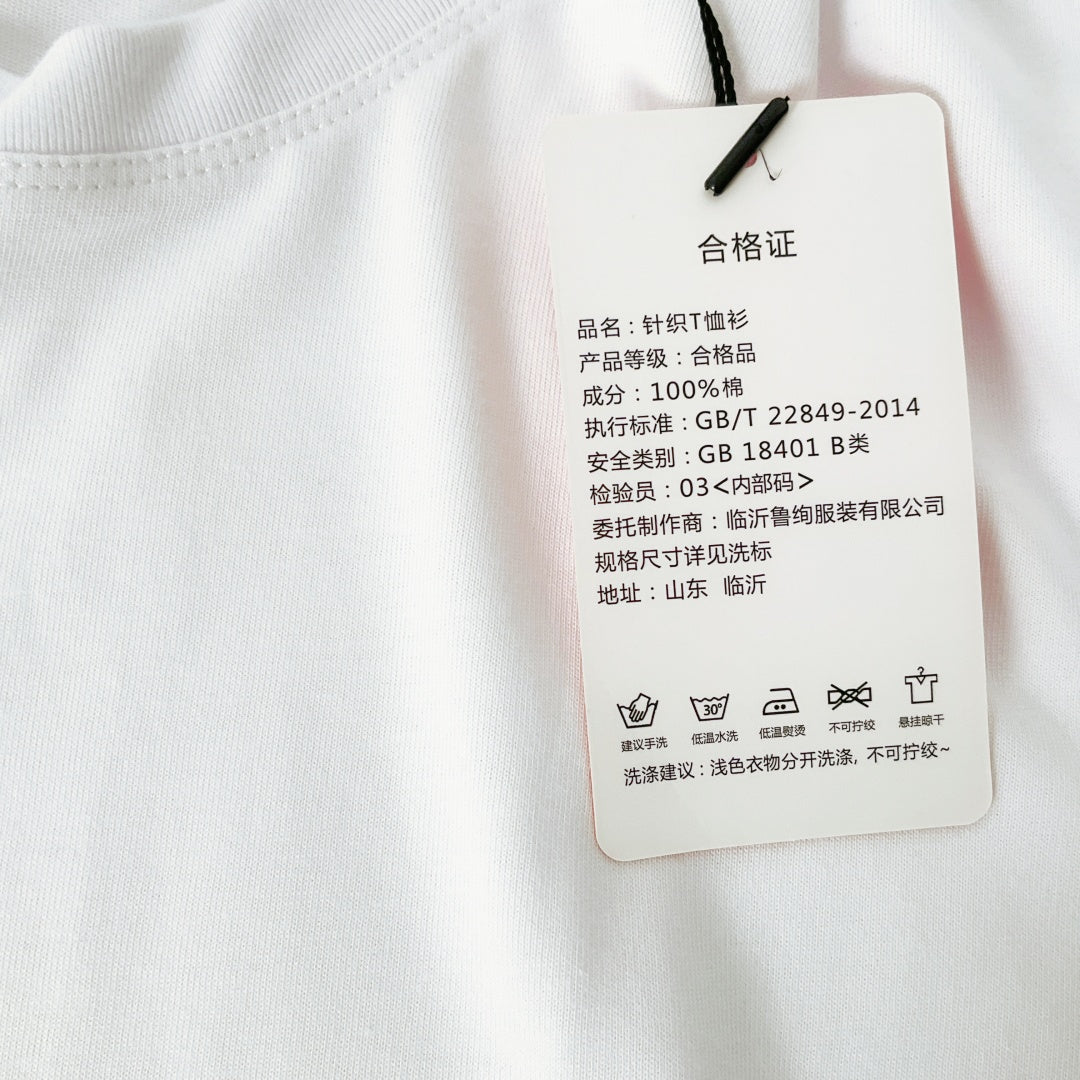 合格证
品名：针织T恤衫
产品等级：合格品
成分：100%棉
执行标准：GB/T 22849-2014
安全类别：GB 18401 B类
检验员：03<内部码>
委托制作商：临沂鲁绚服装有限公司
规格尺寸详见洗标
地址：山东 临沂
30°
建议手洗 低温水洗 低温熨烫 不可拧绞 悬挂晾干
洗涤建议：浅色衣物分开洗涤, 不可拧绞~